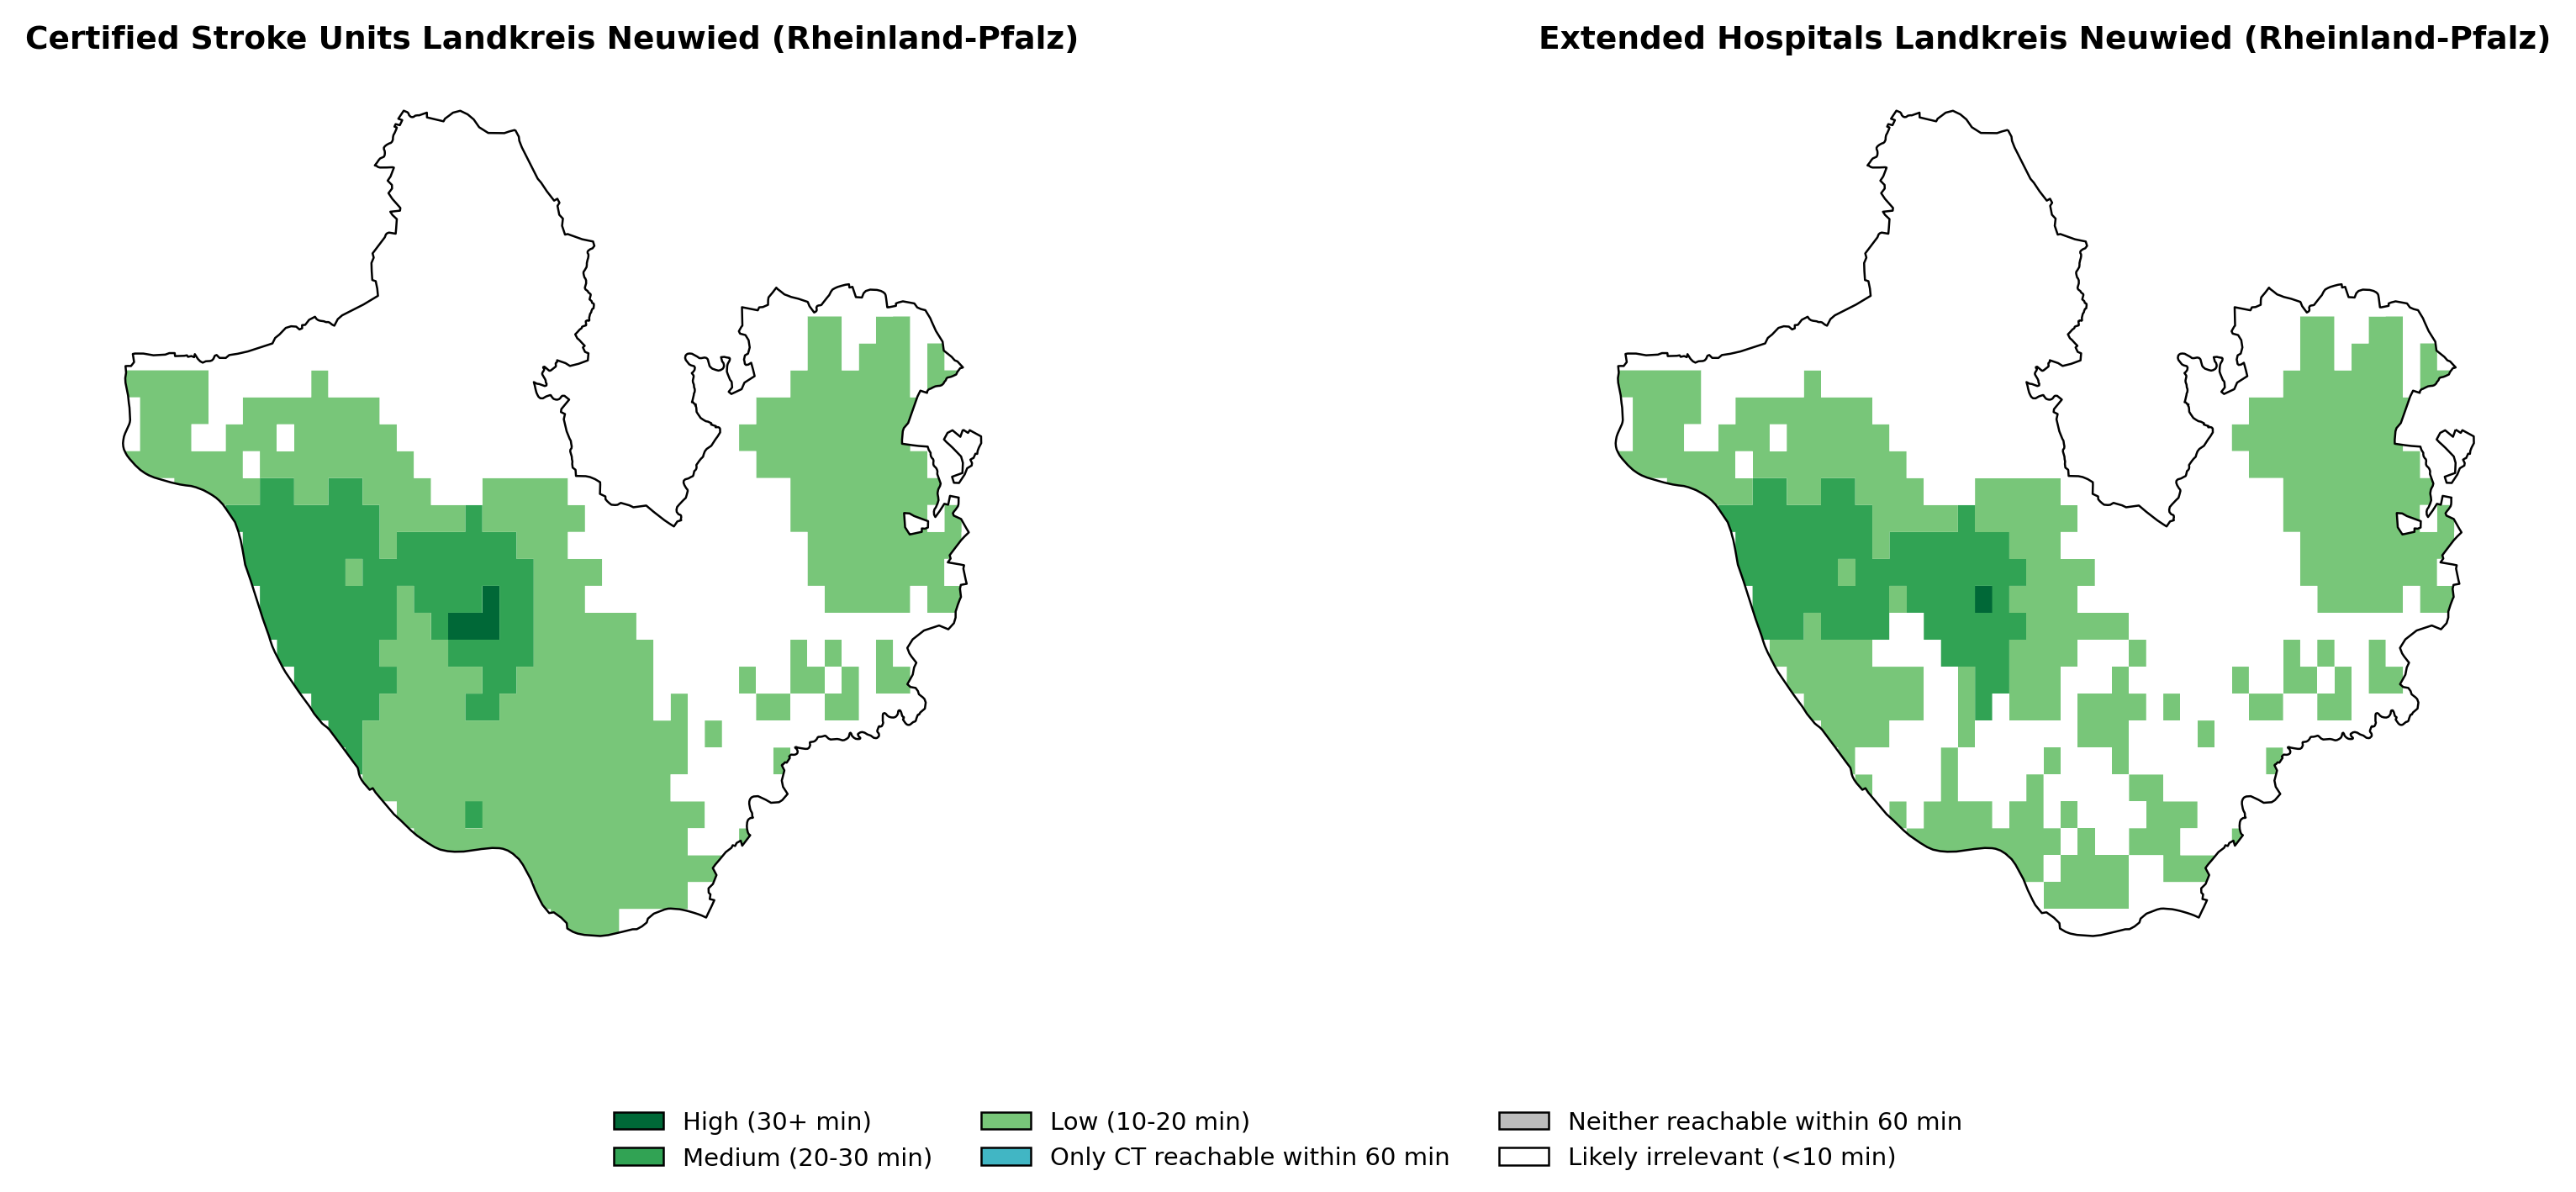 Certified Stroke Units Landkreis Neuwied (Rheinland-Pfalz)
Extended Hospitals Landkreis Neuwied (Rheinland-Pfalz)
High (30+ min)
Medium (20-30 min)
Low (10-20 min)
Only CT reachable within 60 min
Neither reachable within 60 min
Likely irrelevant (<10 min)